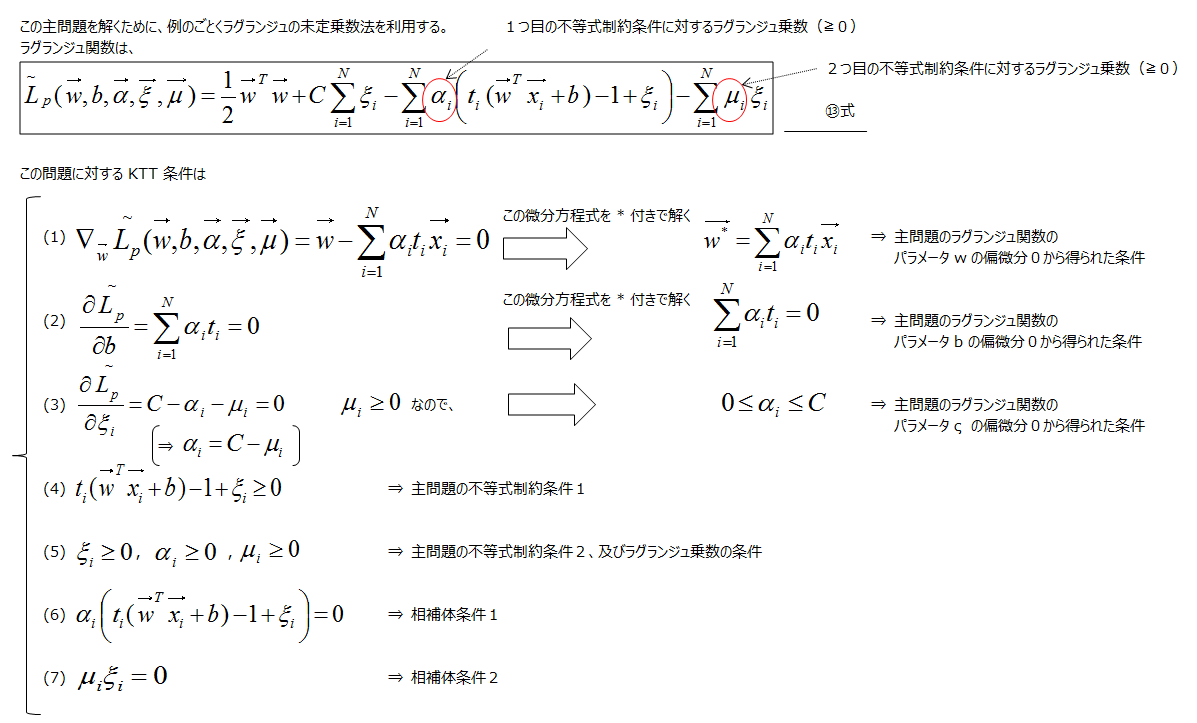 この主問題を解くために、例のごとくラグランジュの未定乗数法を利用する。
ラグランジュ関数は、
1つ目の不等式制約条件に対するラグランジュ乗数（≧０）
２つ目の不等式制約条件に対するラグランジュ乗数（≧０）
$\tilde{L}_p(\vec{w},b,\vec{\alpha},\vec{\xi},\vec{\mu})=\frac{1}{2}\vec{w}^T\vec{w}+C\sum_{i=1}^{N}\xi_i-\sum_{i=1}^{N}\alpha_i\left(t_i(\vec{w}^T\vec{x_i}+b)-1+\xi_i\right)-\sum_{i=1}^{N}\mu_i\xi_i$
⑬式
この問題に対する KTT 条件は
(1) $\nabla_{\vec{w}}\tilde{L}_p(\vec{w},b,\vec{\alpha},\vec{\xi},\vec{\mu})=\vec{w}-\sum_{i=1}^{N}\alpha_i t_i\vec{x_i}=0$ この微分方程式を * 付きで解く $\vec{w^*}=\sum_{i=1}^{N}\alpha_i t_i\vec{x_i}$ ⇒ 主問題のラグランジュ関数の
パラメータ w の偏微分０から得られた条件
(2) $\frac{\partial\tilde{L}_p}{\partial b}=\sum_{i=1}^{N}\alpha_i t_i=0$ この微分方程式を * 付きで解く $\sum_{i=1}^{N}\alpha_i t_i=0$ ⇒ 主問題のラグランジュ関数の
パラメータ b の偏微分０から得られた条件
(3) $\frac{\partial\tilde{L}_p}{\partial\xi_i}=C-\alpha_i-\mu_i=0$ $\mu_i\geq 0$ なので、 $0\leq\alpha_i\leq C$ ⇒ 主問題のラグランジュ関数の
パラメータ ς の偏微分０から得られた条件
⇒ $\alpha_i=C-\mu_i$
(4) $t_i(\vec{w}^T\vec{x_i}+b)-1+\xi_i\geq 0$ ⇒ 主問題の不等式制約条件１
(5) $\xi_i\geq 0$, $\alpha_i\geq 0$ , $\mu_i\geq 0$ ⇒ 主問題の不等式制約条件２、及びラグランジュ乗数の条件
(6) $\alpha_i\left(t_i(\vec{w}^T\vec{x_i}+b)-1+\xi_i\right)=0$ ⇒ 相補体条件１
(7) $\mu_i\xi_i=0$ ⇒ 相補体条件２